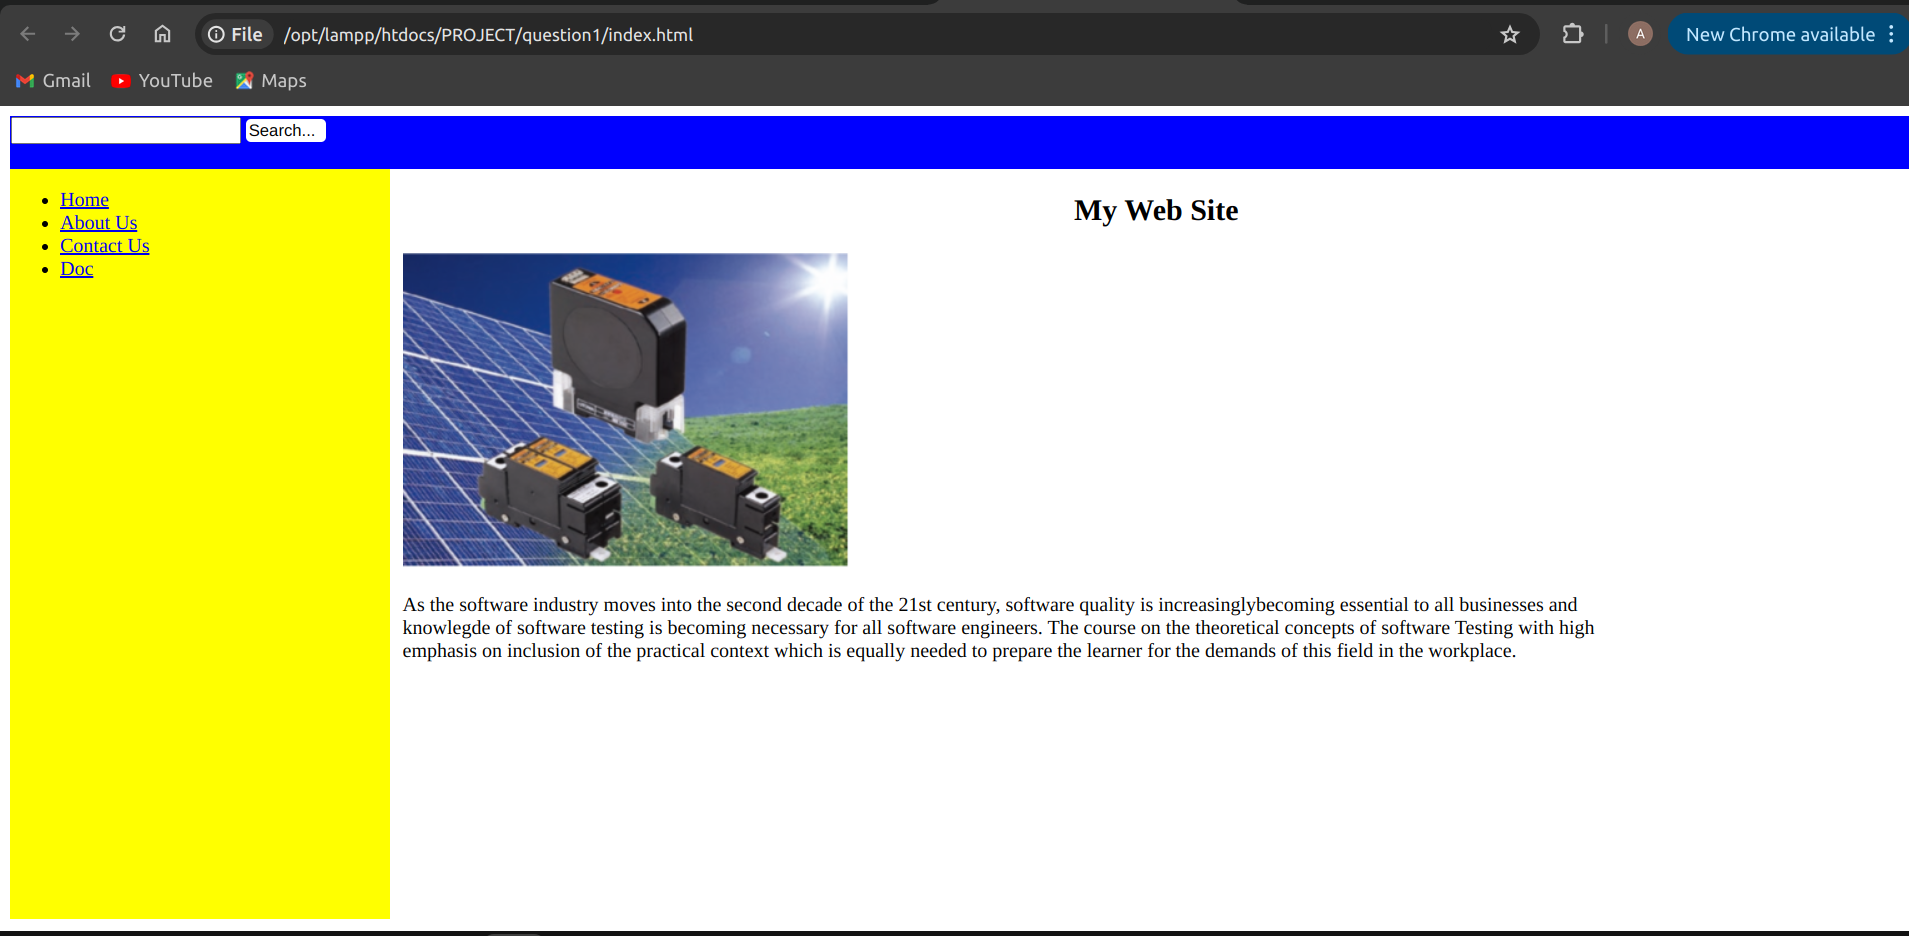 File
/opt/lampp/htdocs/PROJECT/question1/index.html
A
New Chrome available
Gmail
YouTube
Maps
Search...
Home
About Us
Contact Us
Doc
My Web Site
As the software industry moves into the second decade of the 21st century, software quality is increasinglybecoming essential to all businesses and
knowlegde of software testing is becoming necessary for all software engineers. The course on the theoretical concepts of software Testing with high
emphasis on inclusion of the practical context which is equally needed to prepare the learner for the demands of this field in the workplace.